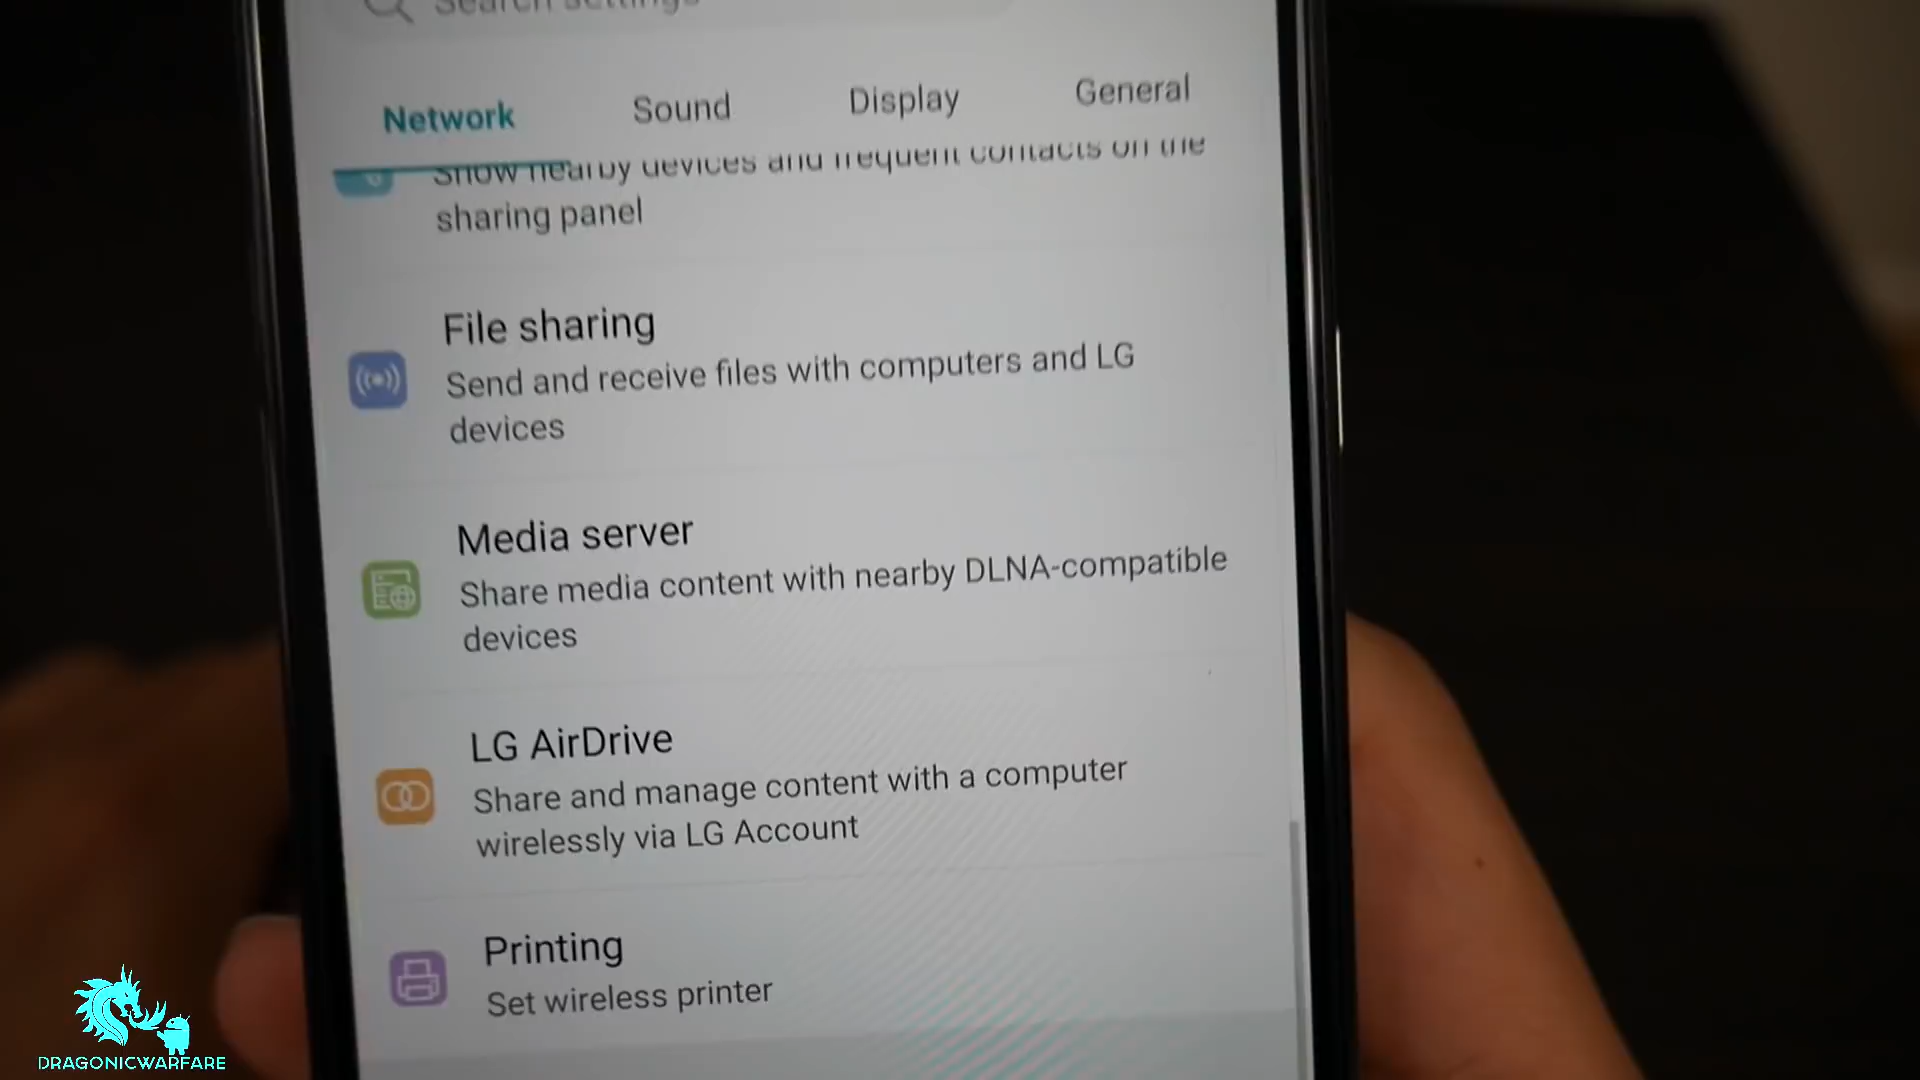 Search settings
Network Sound Display General
Show nearby devices and frequent contacts on the
sharing panel
File sharing
Send and receive files with computers and LG
devices
Media server
Share media content with nearby DLNA-compatible
devices
LG AirDrive
Share and manage content with a computer
wirelessly via LG Account
Printing
Set wireless printer
DRAGONICWARFARE